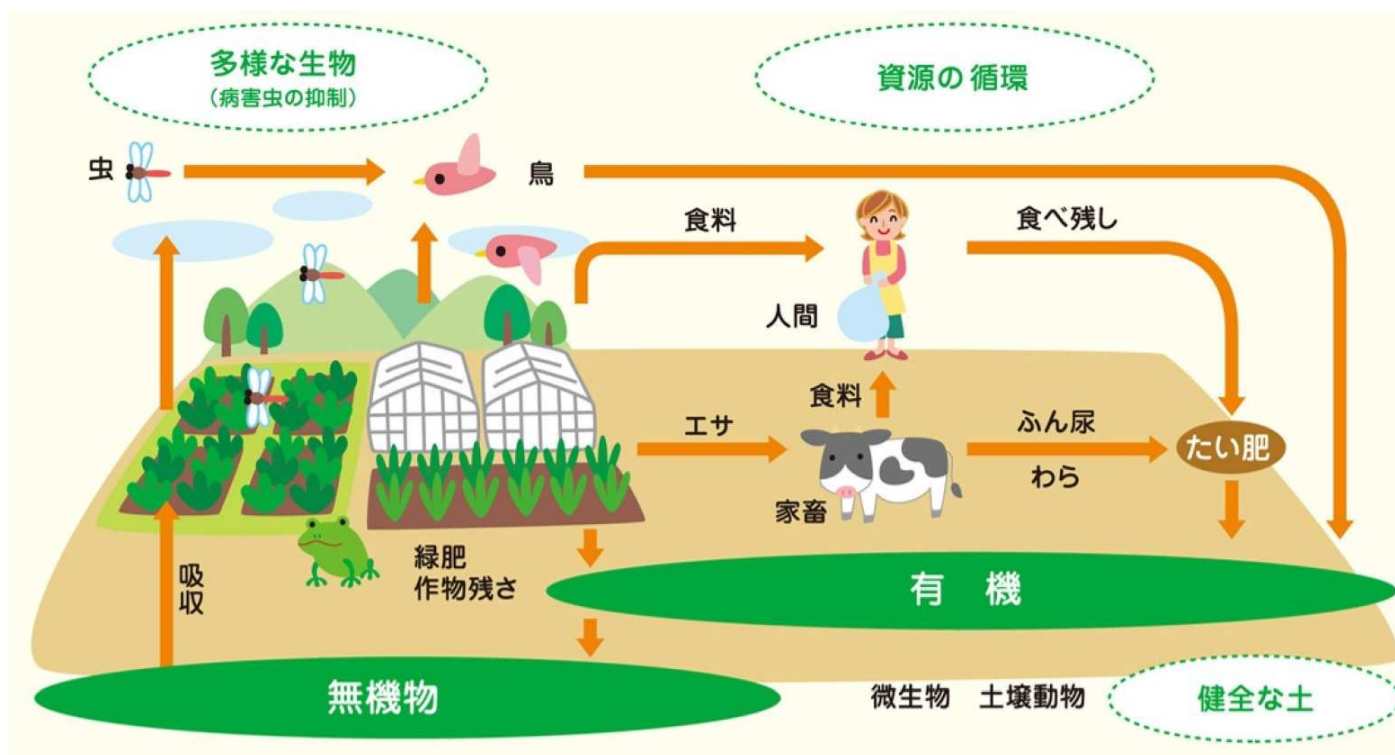 多様な生物
(病害虫の抑制)
資源の循環
虫
鳥
食料
食べ残し
人間
食料
エサ
ふん尿
わら
たい肥
家畜
吸収
緑肥
作物残さ
有 機
無機物
微生物 土壌動物
健全な土